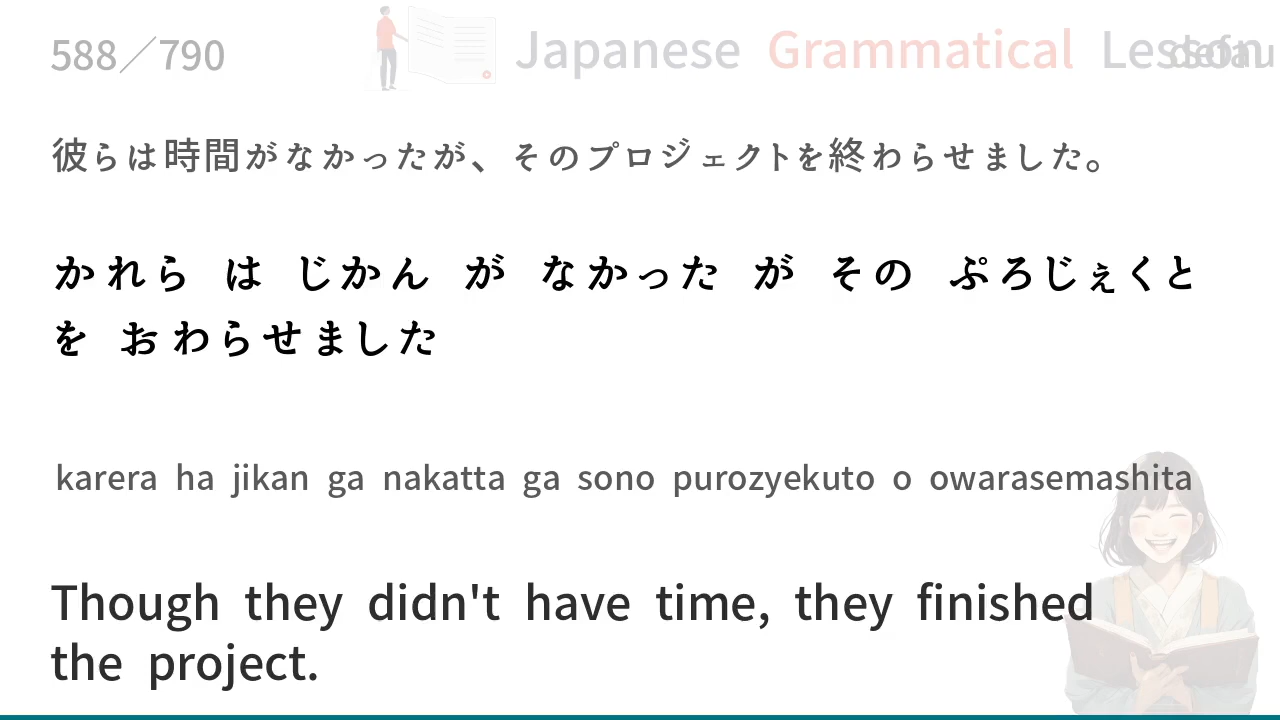 588／790
Japanese Grammatical Lesson
defau
彼らは時間がなかったが、そのプロジェクトを終わらせました。
かれら は じかん が なかった が その ぷろじぇくと
を おわらせました
karera ha jikan ga nakatta ga sono purozyekuto o owarasemashita
Though they didn't have time, they finished
the project.